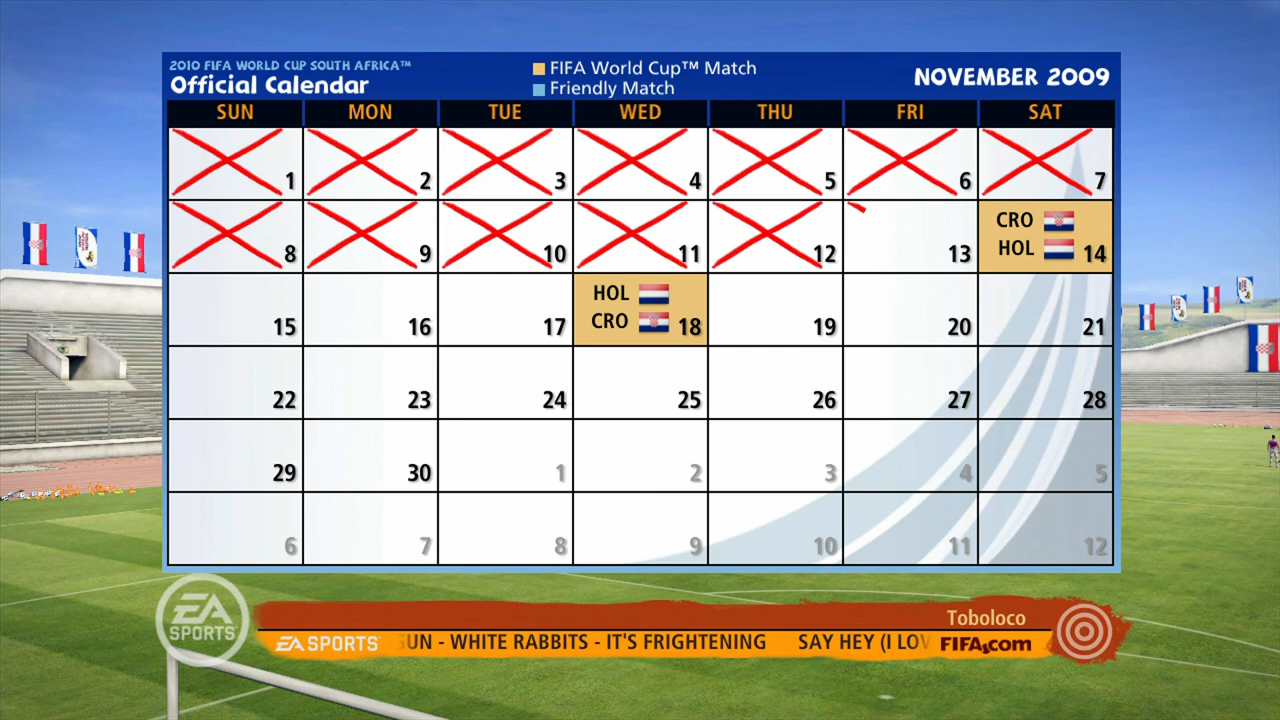 2010 FIFA WORLD CUP SOUTH AFRICA™
Official Calendar
FIFA World Cup™ Match
Friendly Match
NOVEMBER 2009
SUN MON TUE WED THU FRI SAT
1 2 3 4 5 6 7
CRO
HOL
8 9 10 11 12 13 14
HOL
CRO
15 16 17 18 19 20 21
22 23 24 25 26 27 28
29 30 1 2 3 4 5
6 7 8 9 10 11 12
EA
SPORTS
Toboloco
EA SPORTS UN - WHITE RABBITS - IT'S FRIGHTENING SAY HEY (I LOV FIFA.com